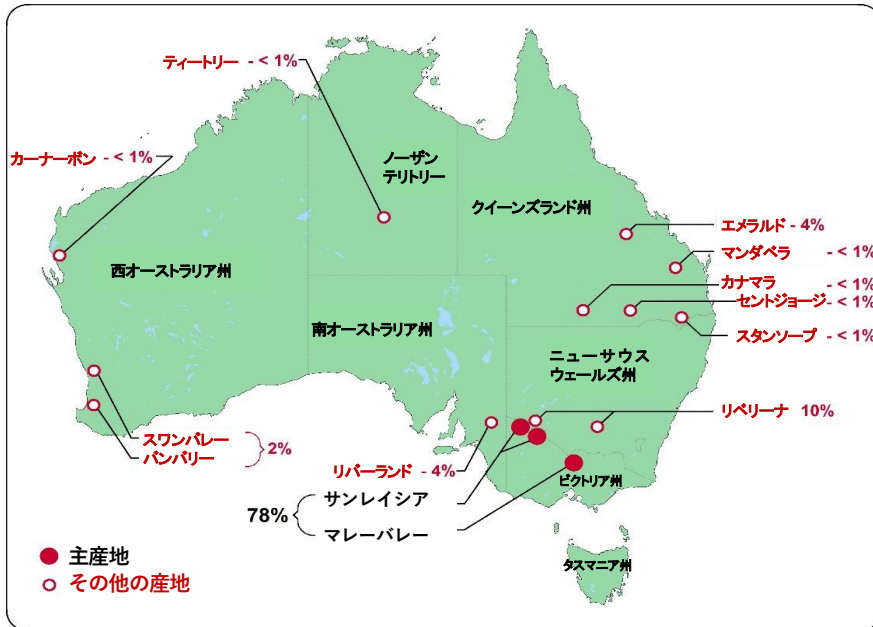 ティートリー - < 1%
カーナーボン - < 1%
ノーザン
テリトリー
クイーンズランド州
エメラルド - 4%
マンダベラ - < 1%
西オーストラリア州
カナマラ - < 1%
セントジョージ - < 1%
南オーストラリア州
スタンソープ - < 1%
ニューサウス
ウェールズ州
リベリーナ 10%
スワンバレー
バンバリー
2%
リバーランド - 4%
ビクトリア州
サンレイシア
78%
マレーバレー
主産地
その他の産地
タスマニア州